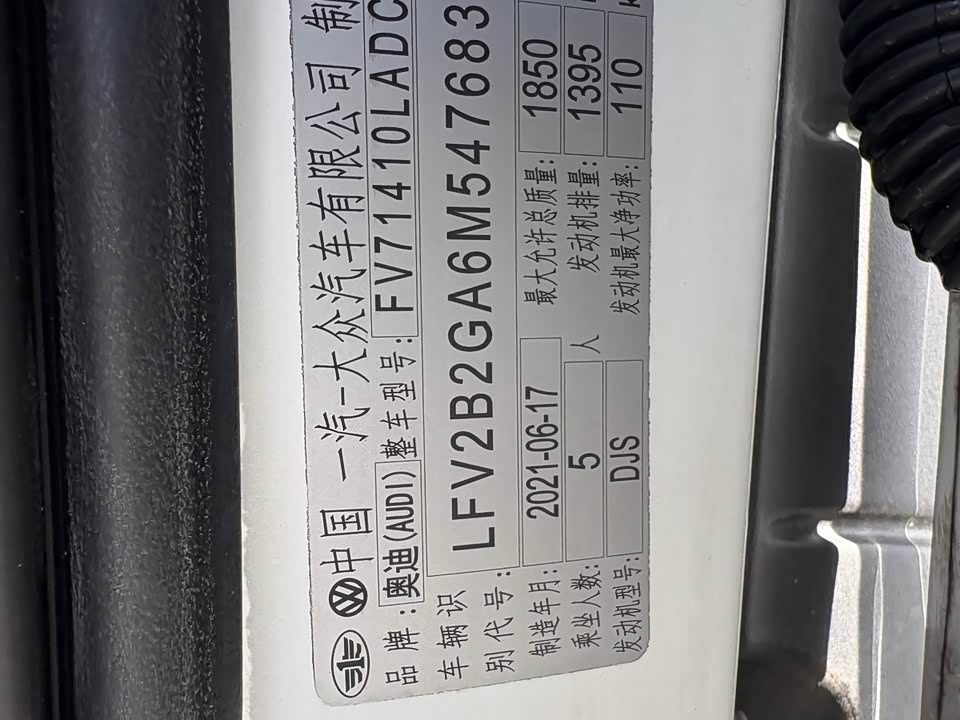 中国 一汽-大众汽车有限公司 制
品牌: 奥迪(AUDI) 整车型号: FV71410LADC
车辆识别代号: LFV2B2GA6M547683
制造年月: 2021-06-17 最大允许总质量: 1850
乘坐人数: 5 人 发动机排量: 1395
发动机型号: DJS 发动机最大净功率: 110